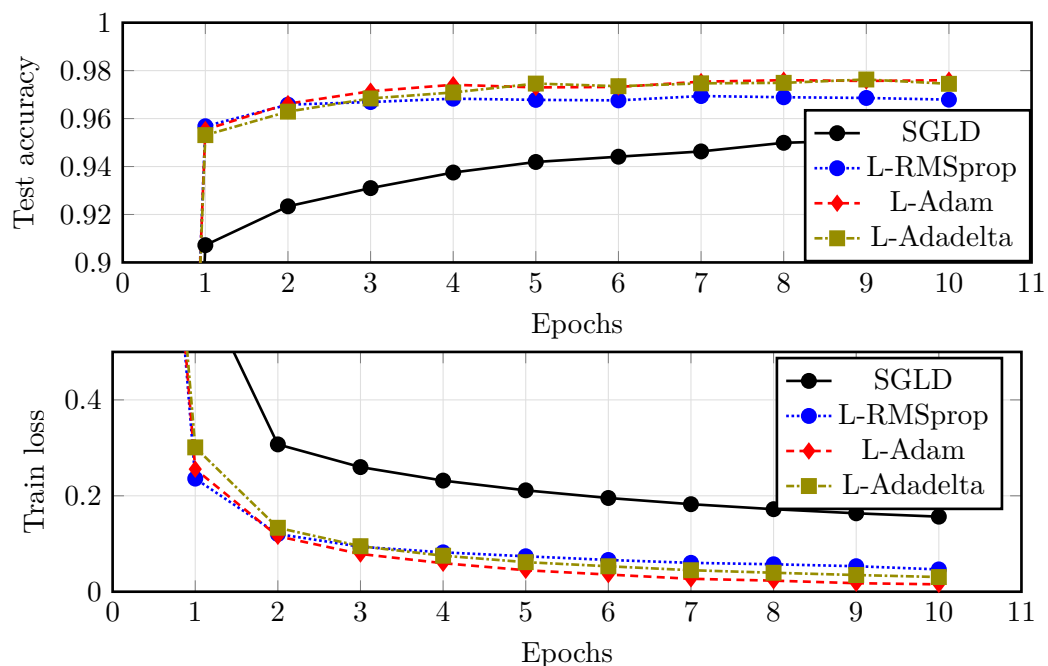 Test accuracy
1
0.98
0.96
0.94
0.92
0.9
0 1 2 3 4 5 6 7 8 9 10 11
Epochs
SGLD
L-RMSprop
L-Adam
L-Adadelta
Train loss
0.4
0.2
0
0 1 2 3 4 5 6 7 8 9 10 11
Epochs
SGLD
L-RMSprop
L-Adam
L-Adadelta